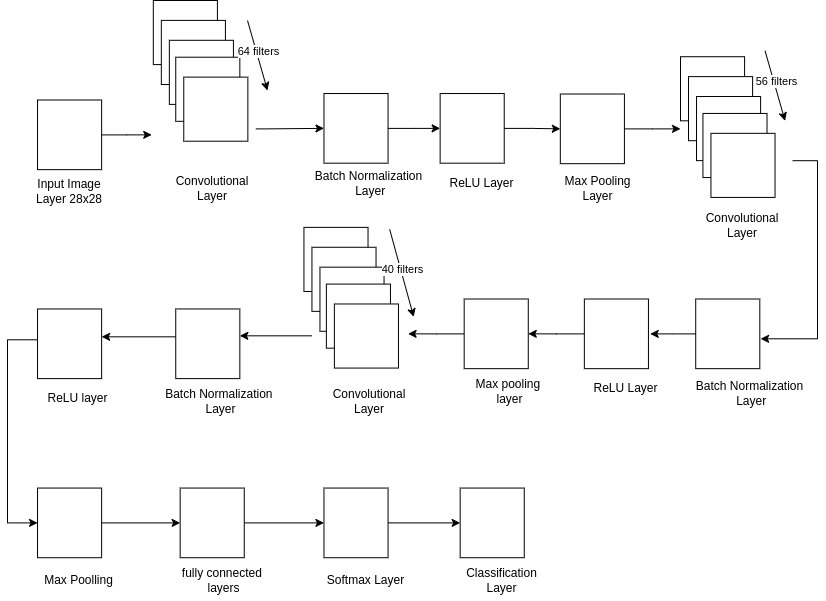 64 filters
Input Image
Layer 28x28
Convolutional
Layer
Batch Normalization
Layer
ReLU Layer
Max Pooling
Layer
56 filters
Convolutional
Layer
Batch Normalization
Layer
ReLU Layer
Max pooling
layer
40 filters
Convolutional
Layer
Batch Normalization
Layer
ReLU layer
Max Poolling
fully connected
layers
Softmax Layer
Classification
Layer